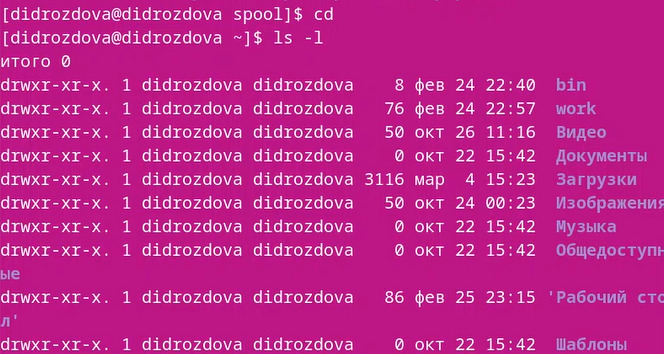 [didrozdova@didrozdova spool]$ cd
[didrozdova@didrozdova ~]$ ls -l
итого 0
drwxr-xr-x. 1 didrozdova didrozdova    8 фев 24 22:40  bin
drwxr-xr-x. 1 didrozdova didrozdova   76 фев 24 22:57  work
drwxr-xr-x. 1 didrozdova didrozdova   50 окт 26 11:16  Видео
drwxr-xr-x. 1 didrozdova didrozdova    0 окт 22 15:42  Документы
drwxr-xr-x. 1 didrozdova didrozdova 3116 мар  4 15:23  Загрузки
drwxr-xr-x. 1 didrozdova didrozdova   50 окт 24 00:23  Изображения
drwxr-xr-x. 1 didrozdova didrozdova    0 окт 22 15:42  Музыка
drwxr-xr-x. 1 didrozdova didrozdova    0 окт 22 15:42  Общедоступн
ые
drwxr-xr-x. 1 didrozdova didrozdova   86 фев 25 23:15 'Рабочий сто
л'
drwxr-xr-x. 1 didrozdova didrozdova    0 окт 22 15:42  Шаблоны